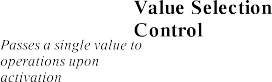 Value Selection
Control
Passes a single value to
operations upon
activation